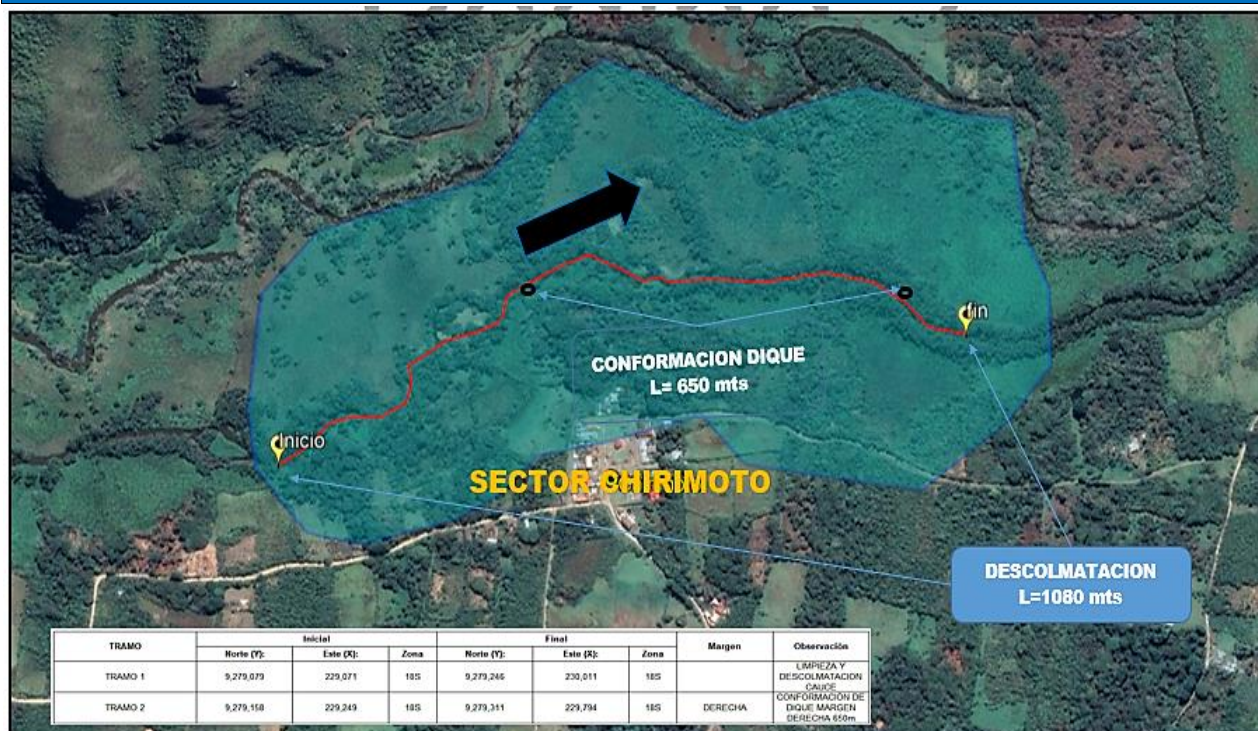 fin
CONFORMACION DIQUE
L= 650 mts
Inicio
SECTOR CHIRIMOTO
DESCOLMATACION
L=1080 mts
TRAMO Inicial Final Margen Observación
Norte (Y): Este (X): Zona Norte (Y): Este (X): Zona
TRAMO 1 9,279,079 229,071 18S 9,279,246 230,011 18S LIMPIEZA Y
DESCOLMATACION
CAUCE
TRAMO 2 9,279,158 229,249 18S 9,279,311 229,794 18S DERECHA CONFORMACION DE
DIQUE MARGEN
DERECHA 650m